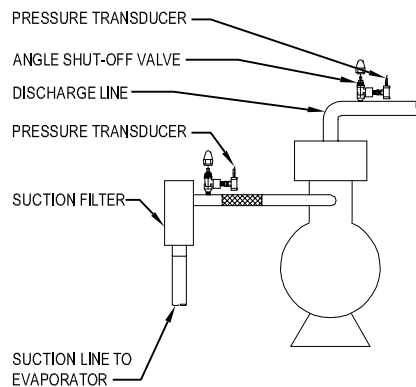 PRESSURE TRANSDUCER
ANGLE SHUT-OFF VALVE
DISCHARGE LINE
PRESSURE TRANSDUCER
SUCTION FILTER
SUCTION LINE TO
EVAPORATOR